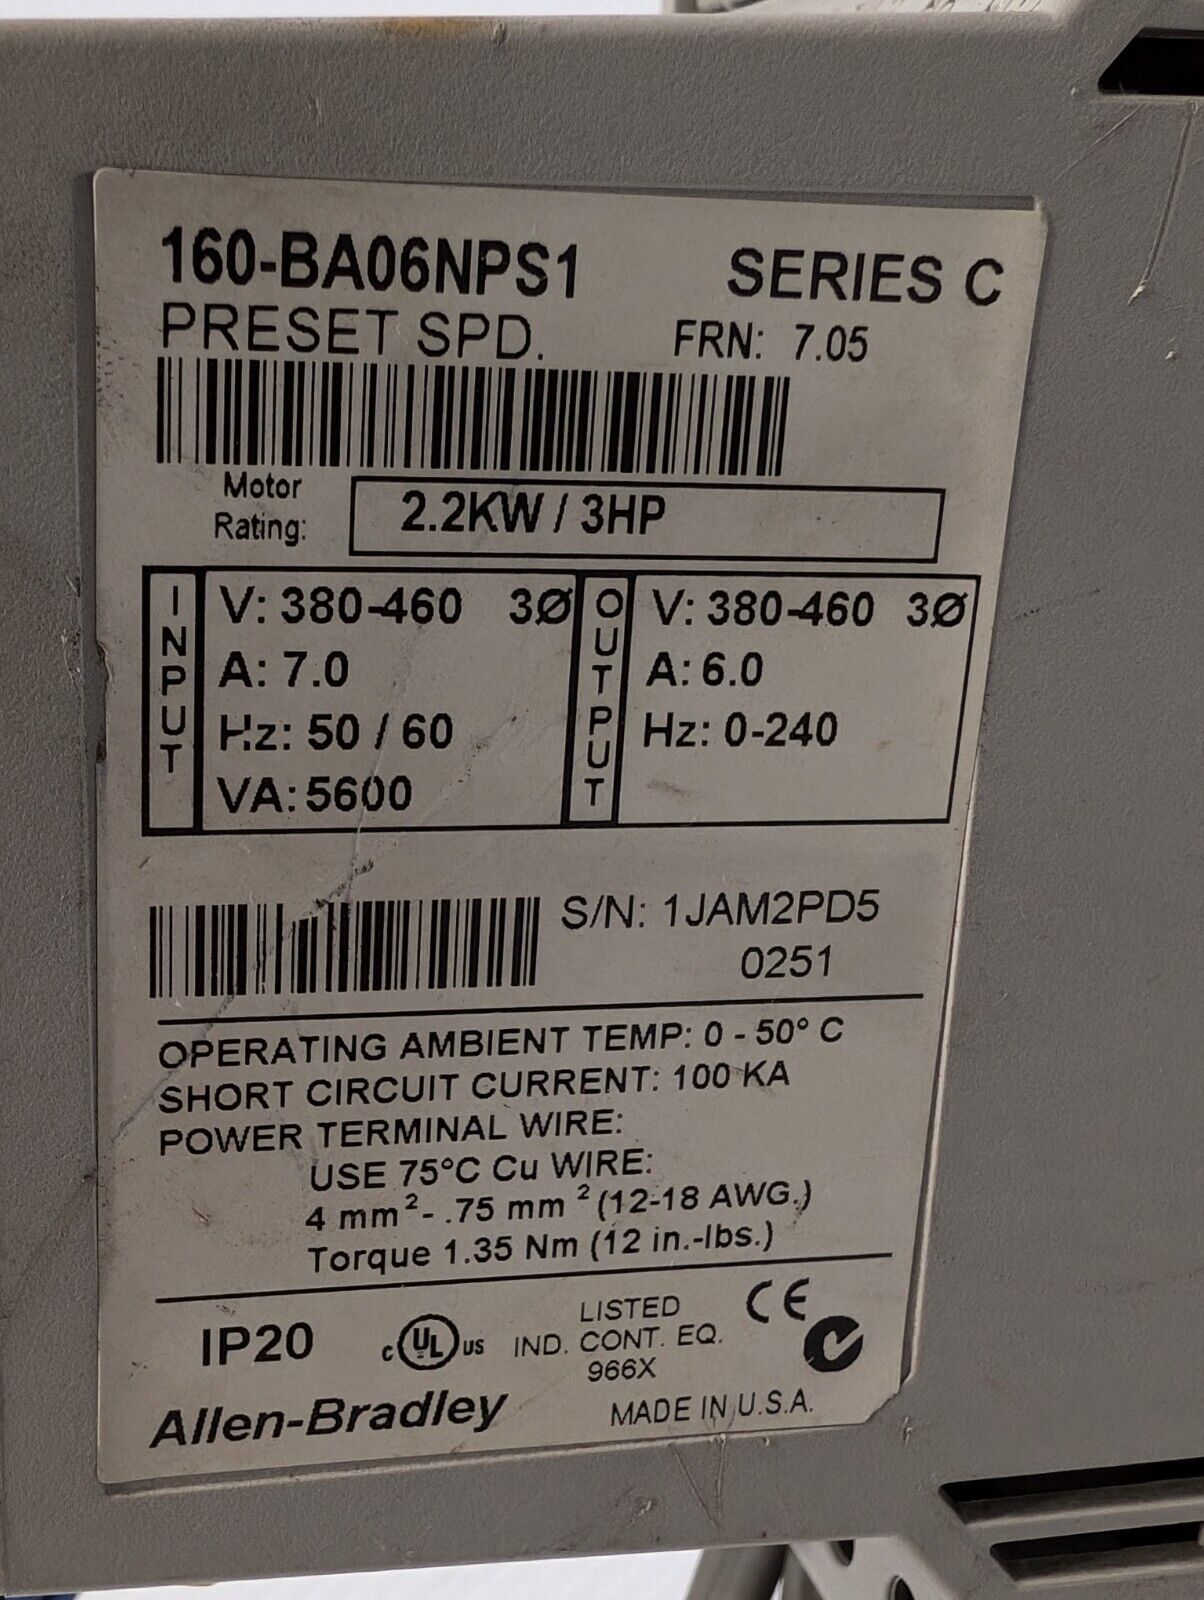 160-BA06NPS1 SERIES C
PRESET SPD. FRN: 7.05
Motor
Rating:
2.2KW / 3HP
INPUT
V: 380-460 3Ø
A: 7.0
Hz: 50 / 60
VA: 5600
OUTPUT
V: 380-460 3Ø
A: 6.0
Hz: 0-240
S/N: 1JAM2PD5
0251
OPERATING AMBIENT TEMP: 0 - 50° C
SHORT CIRCUIT CURRENT: 100 KA
POWER TERMINAL WIRE:
USE 75°C Cu WIRE:
4 mm²- .75 mm² (12-18 AWG.)
Torque 1.35 Nm (12 in.-lbs.)
IP20
c UL us
LISTED
IND. CONT. EQ.
966X
CE
Allen-Bradley
MADE IN U.S.A.